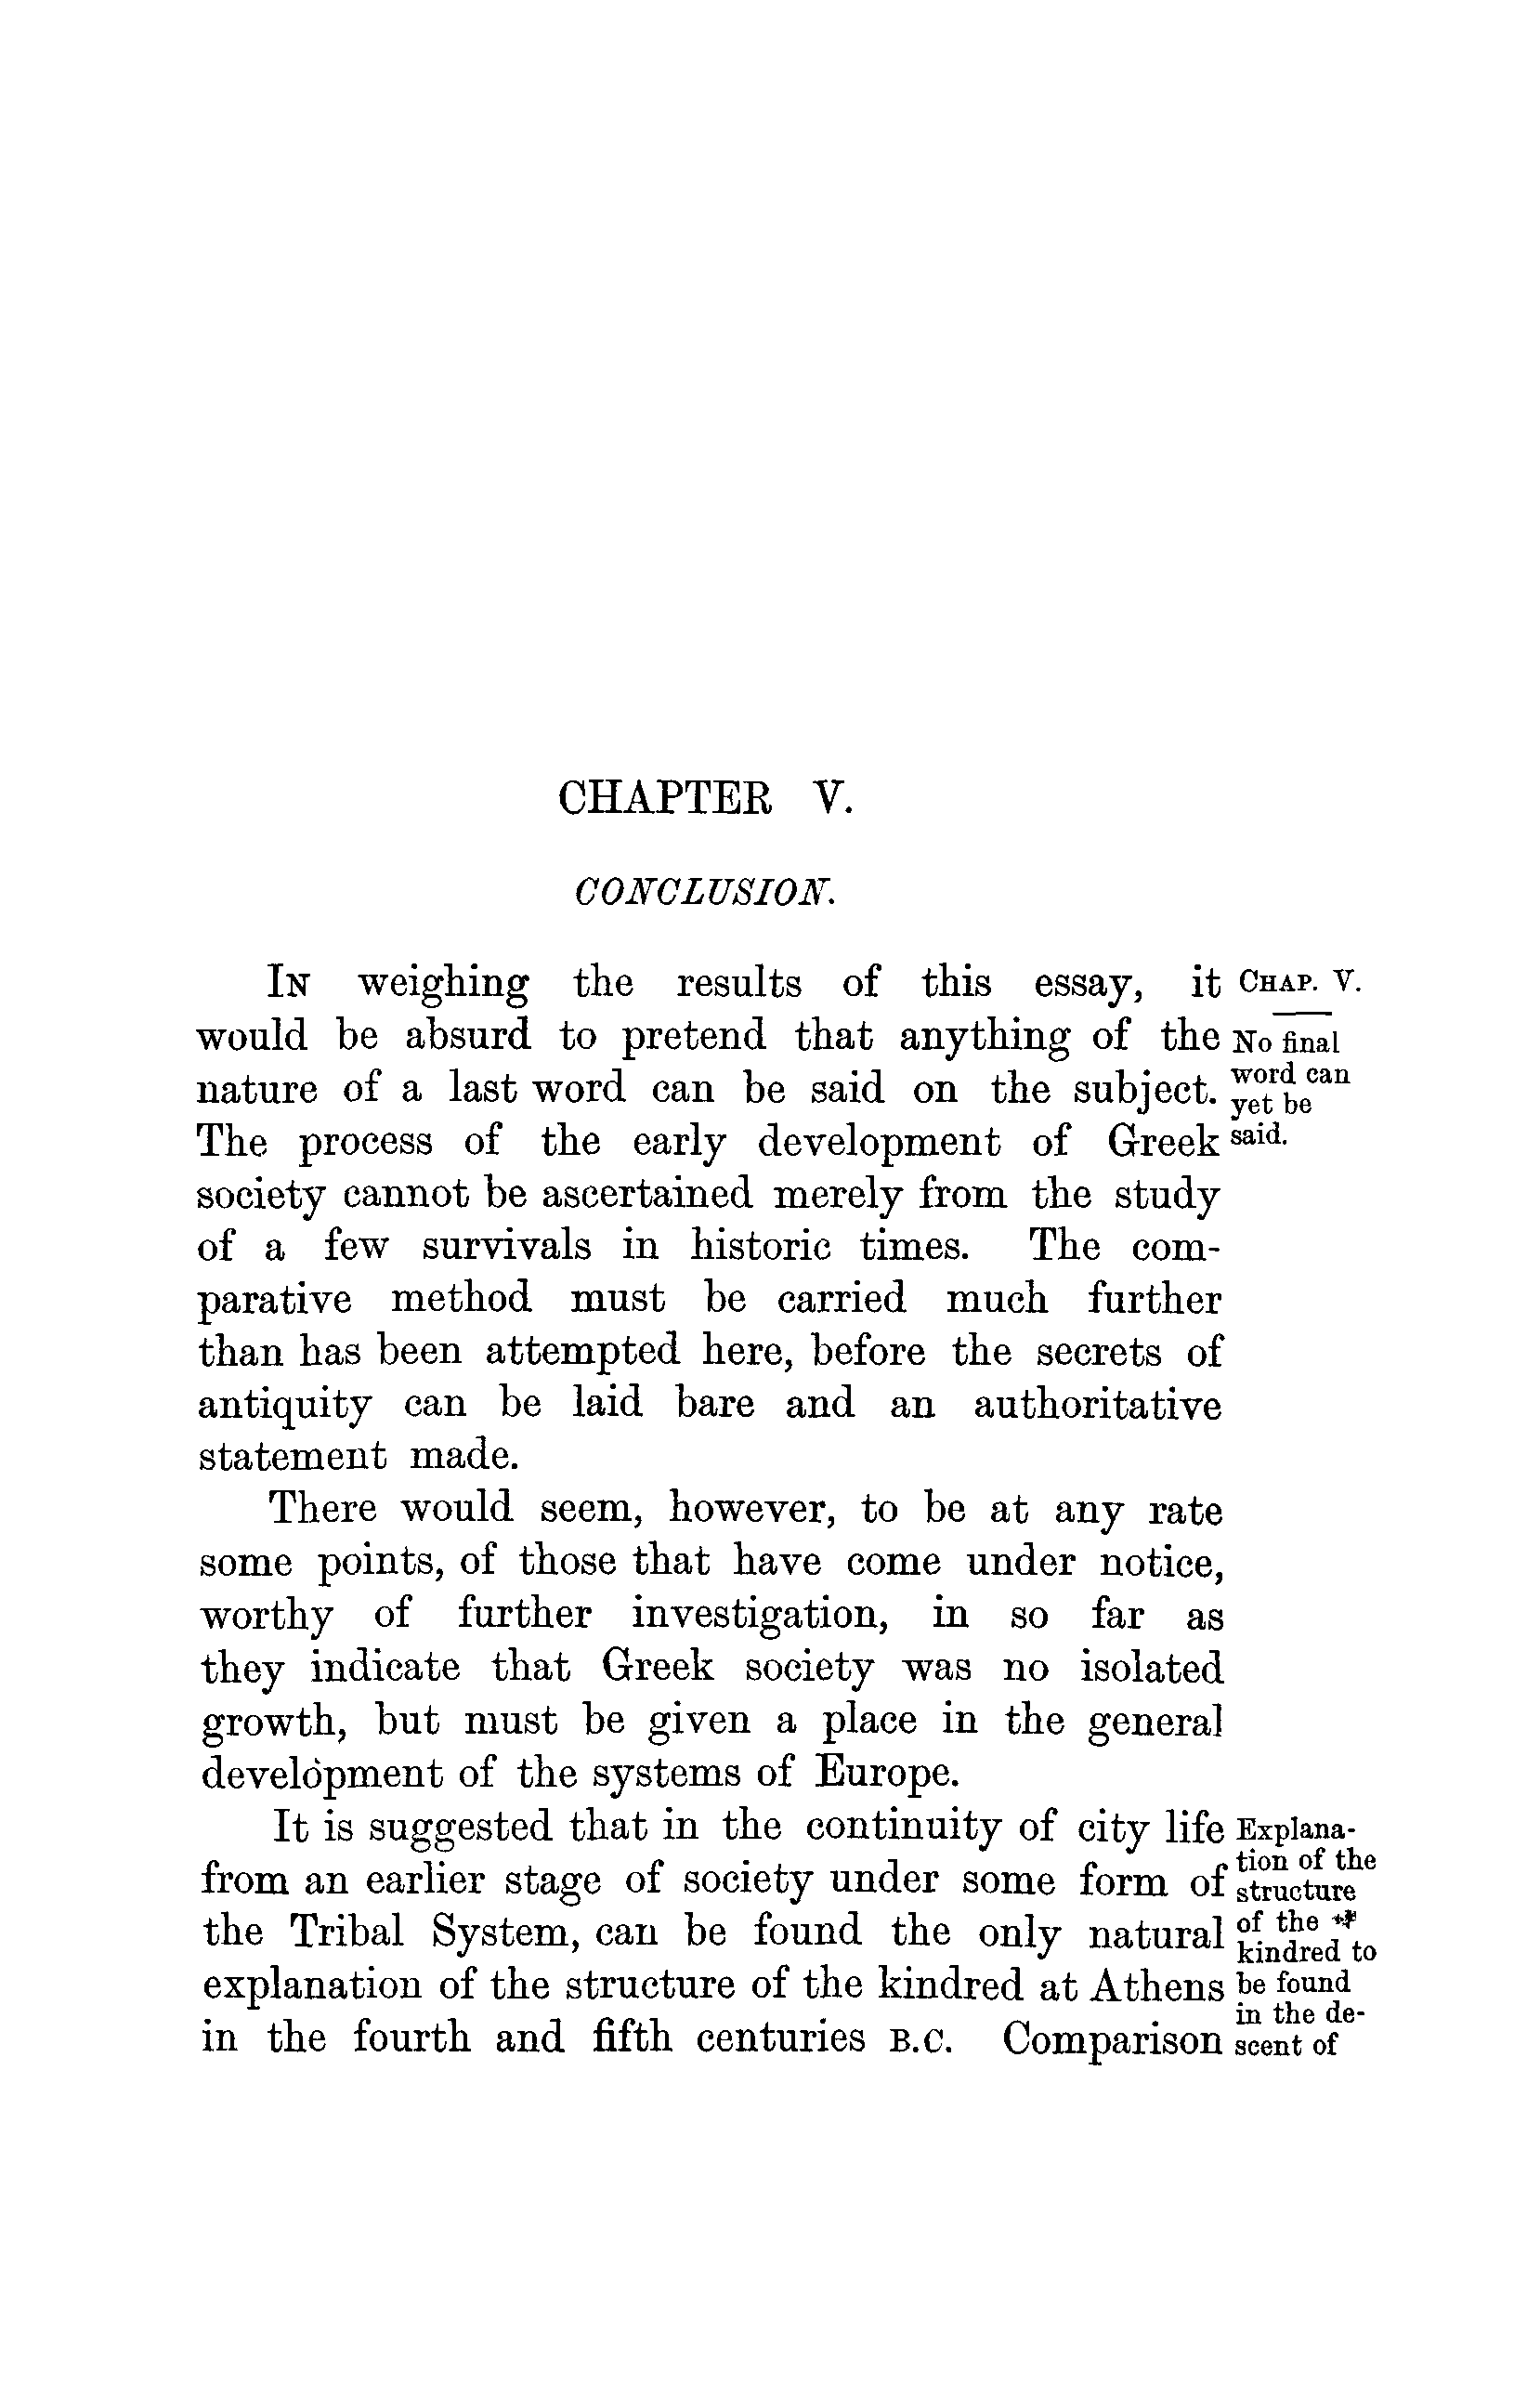 CHAPTER V.
CONCLUSION.
IN weighing the results of this essay, it
would be absurd to pretend that anything of the
nature of a last word can be said on the subject.
The process of the early development of Greek
society cannot be ascertained merely from the study
of a few survivals in historic times. The com-
parative method must be carried much further
than has been attempted here, before the secrets of
antiquity can be laid bare and an authoritative
statement made.
CHAP. V.
No final
word can
yet be
said.
There would seem, however, to be at any rate
some points, of those that have come under notice,
worthy of further investigation, in so far as
they indicate that Greek society was no isolated
growth, but must be given a place in the general
development of the systems of Europe.
It is suggested that in the continuity of city life
from an earlier stage of society under some form of
the Tribal System, can be found the only natural
explanation of the structure of the kindred at Athens
in the fourth and fifth centuries B.C. Comparison
Explana-
tion of the
structure
of the
kindred to
be found
in the de-
scent of